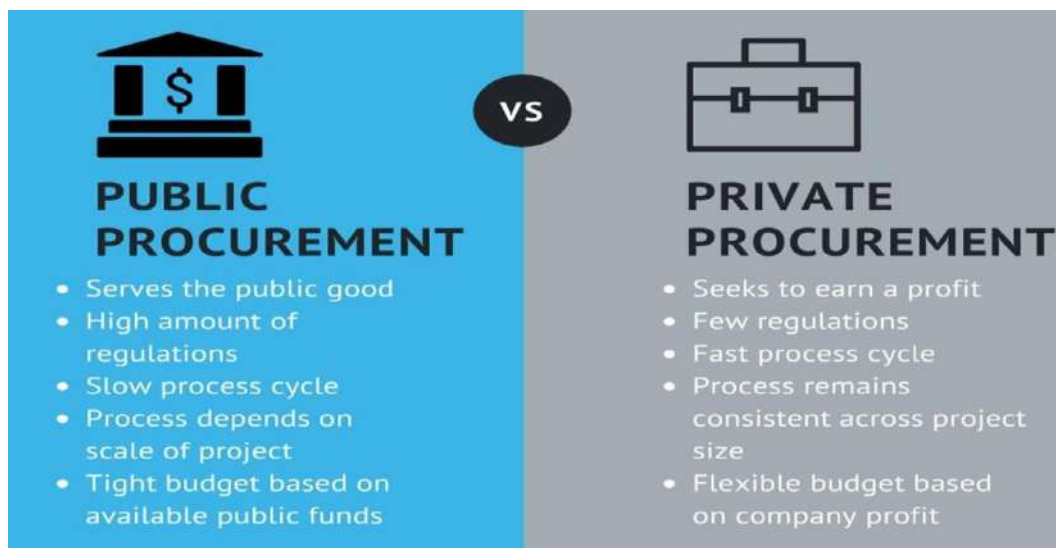 $
VS
PUBLIC
PROCUREMENT
• Serves the public good
• High amount of
regulations
• Slow process cycle
• Process depends on
scale of project
• Tight budget based on
available public funds
PRIVATE
PROCUREMENT
• Seeks to earn a profit
• Few regulations
• Fast process cycle
• Process remains
consistent across project
size
• Flexible budget based
on company profit